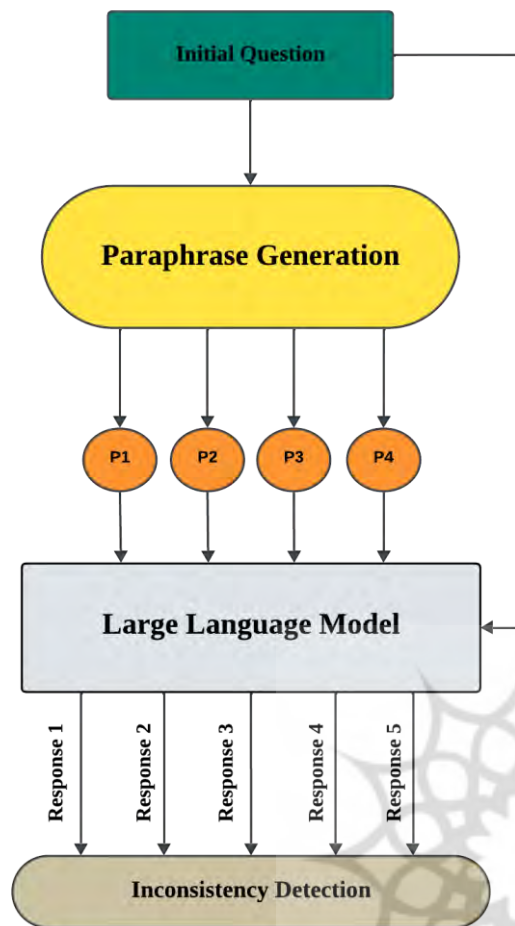 Initial Question
Paraphrase Generation
P1 P2 P3 P4
Large Language Model
Response 1
Response 2
Response 3
Response 4
Response 5
Inconsistency Detection